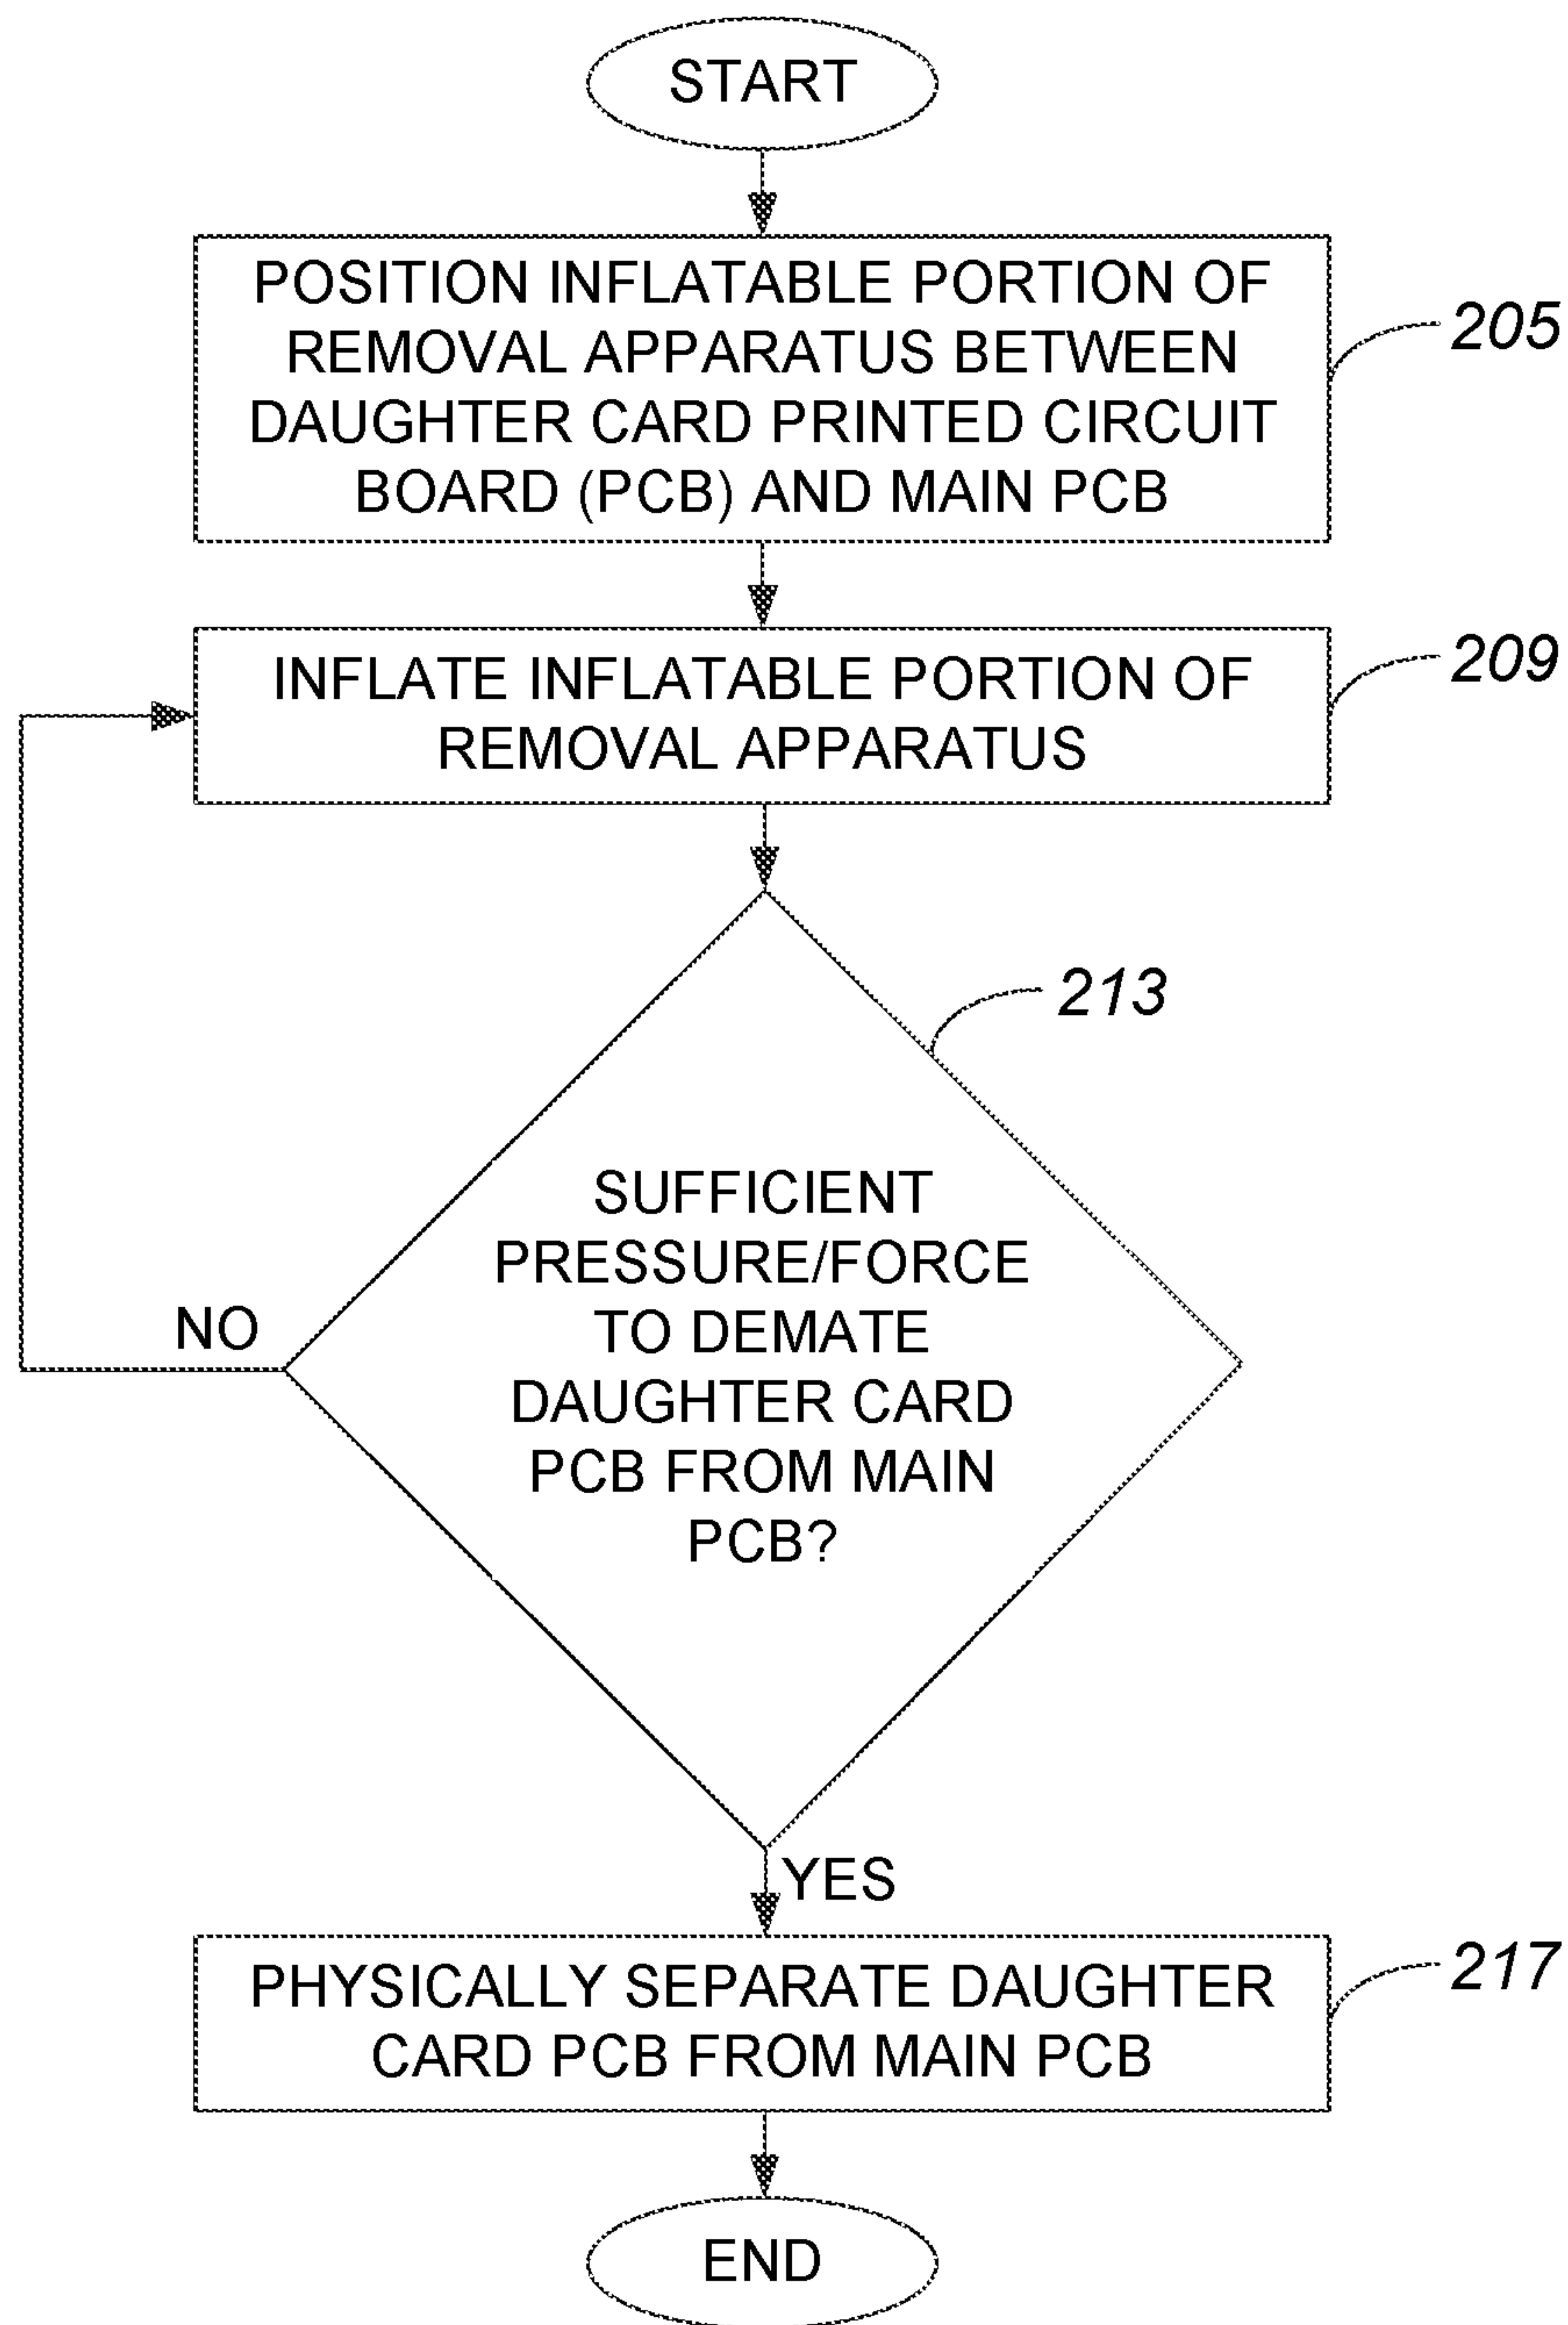 START
POSITION INFLATABLE PORTION OF
REMOVAL APPARATUS BETWEEN
DAUGHTER CARD PRINTED CIRCUIT
BOARD (PCB) AND MAIN PCB
205
INFLATE INFLATABLE PORTION OF
REMOVAL APPARATUS
209
213
SUFFICIENT
PRESSURE/FORCE
TO DEMATE
DAUGHTER CARD
PCB FROM MAIN
PCB?
NO
YES
PHYSICALLY SEPARATE DAUGHTER
CARD PCB FROM MAIN PCB
217
END